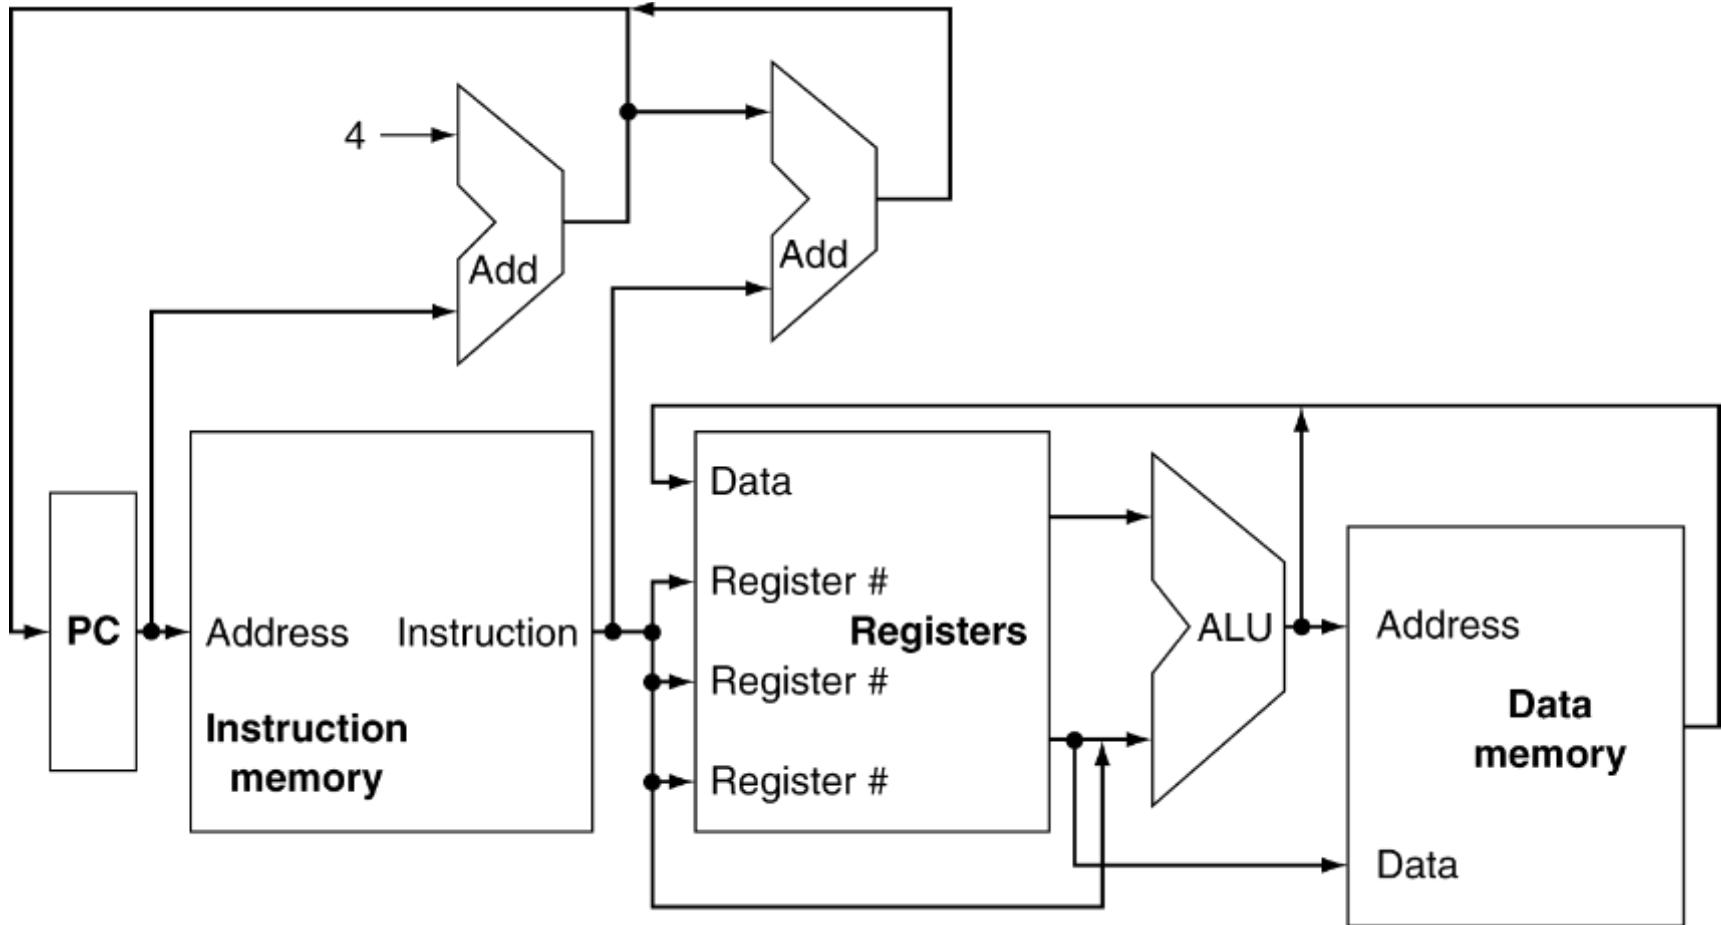 4
Add
Add
Data
Register #
PC
Address
Instruction
Registers
ALU
Address
Register #
Instruction
memory
Data
memory
Register #
Data